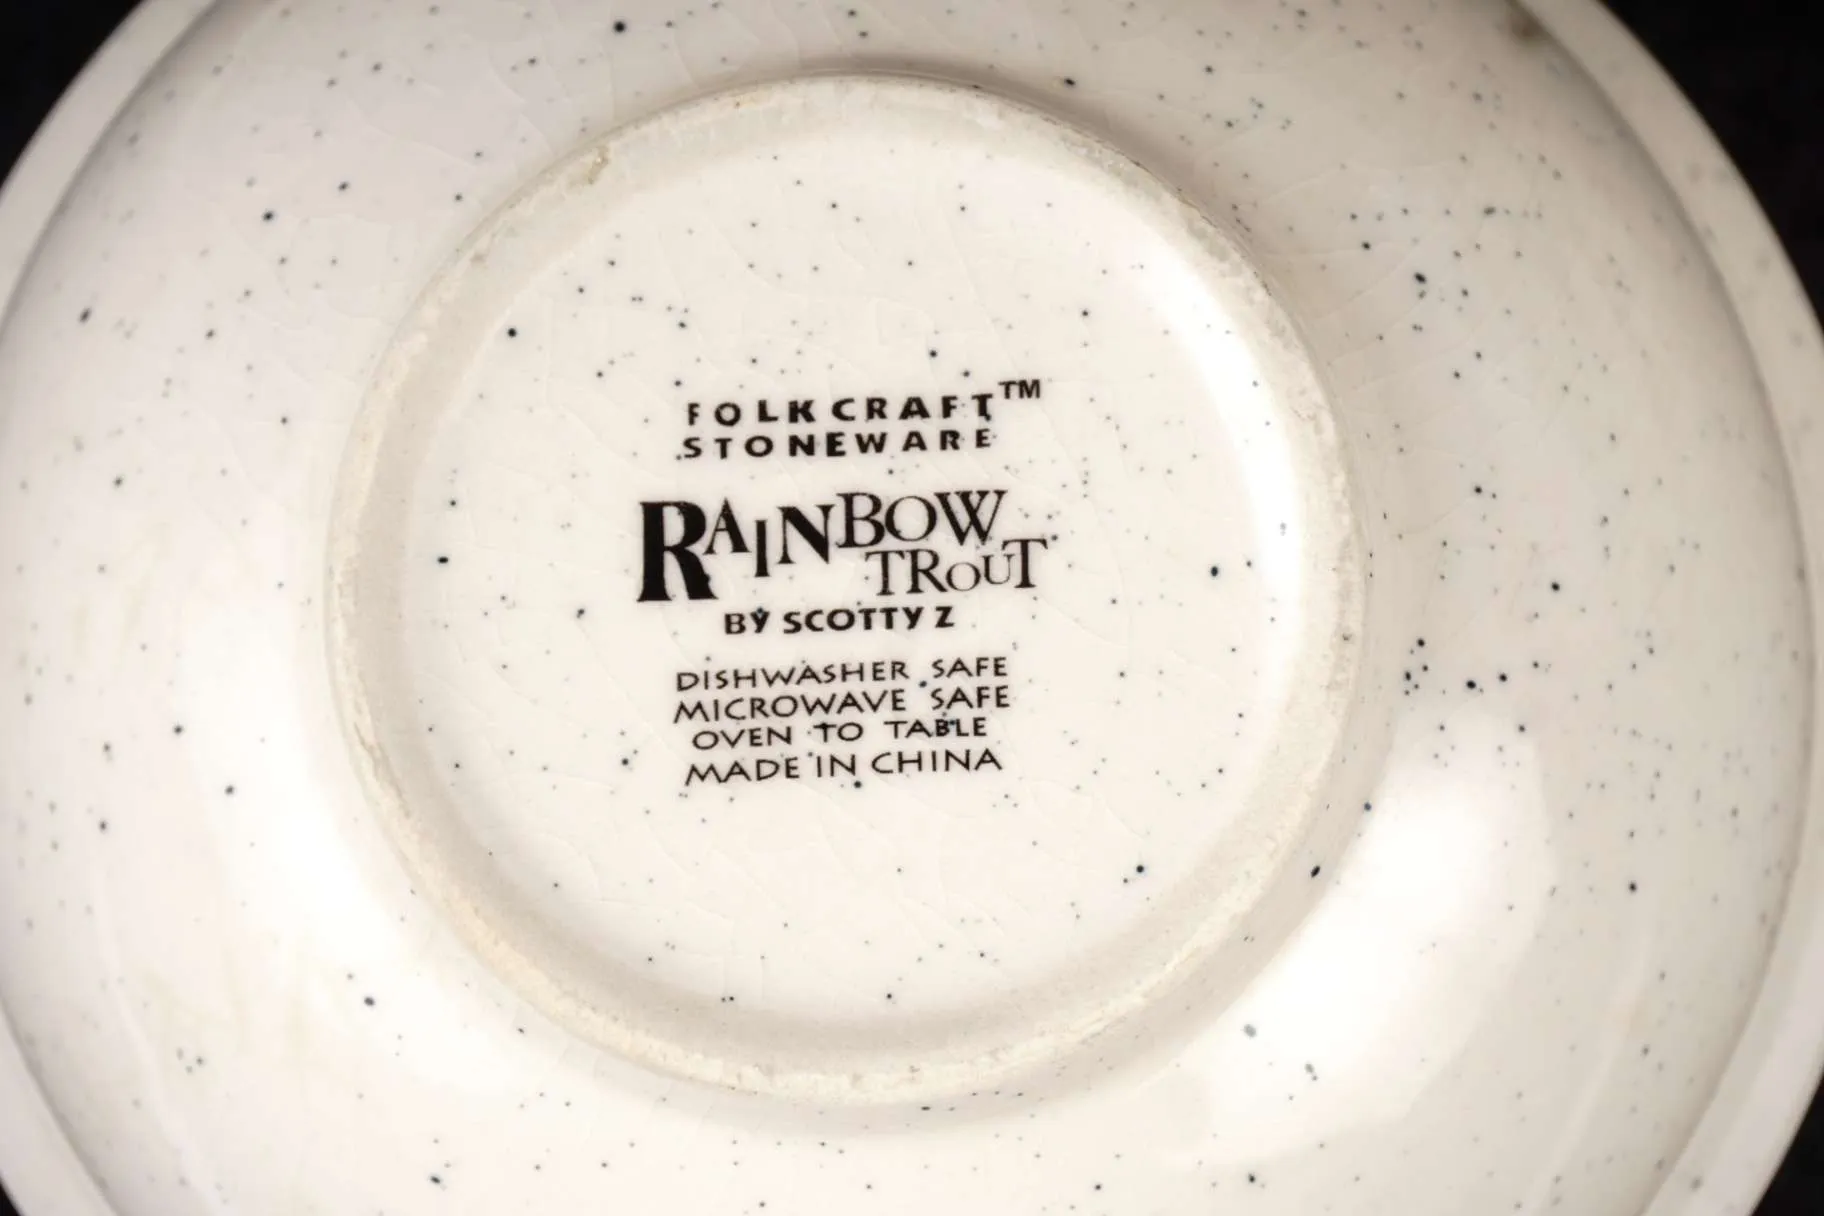 FOLKCRAFT™
STONEWARE
RAINBOW
TROUT
BY SCOTTY Z
DISHWASHER SAFE
MICROWAVE SAFE
OVEN TO TABLE
MADE IN CHINA